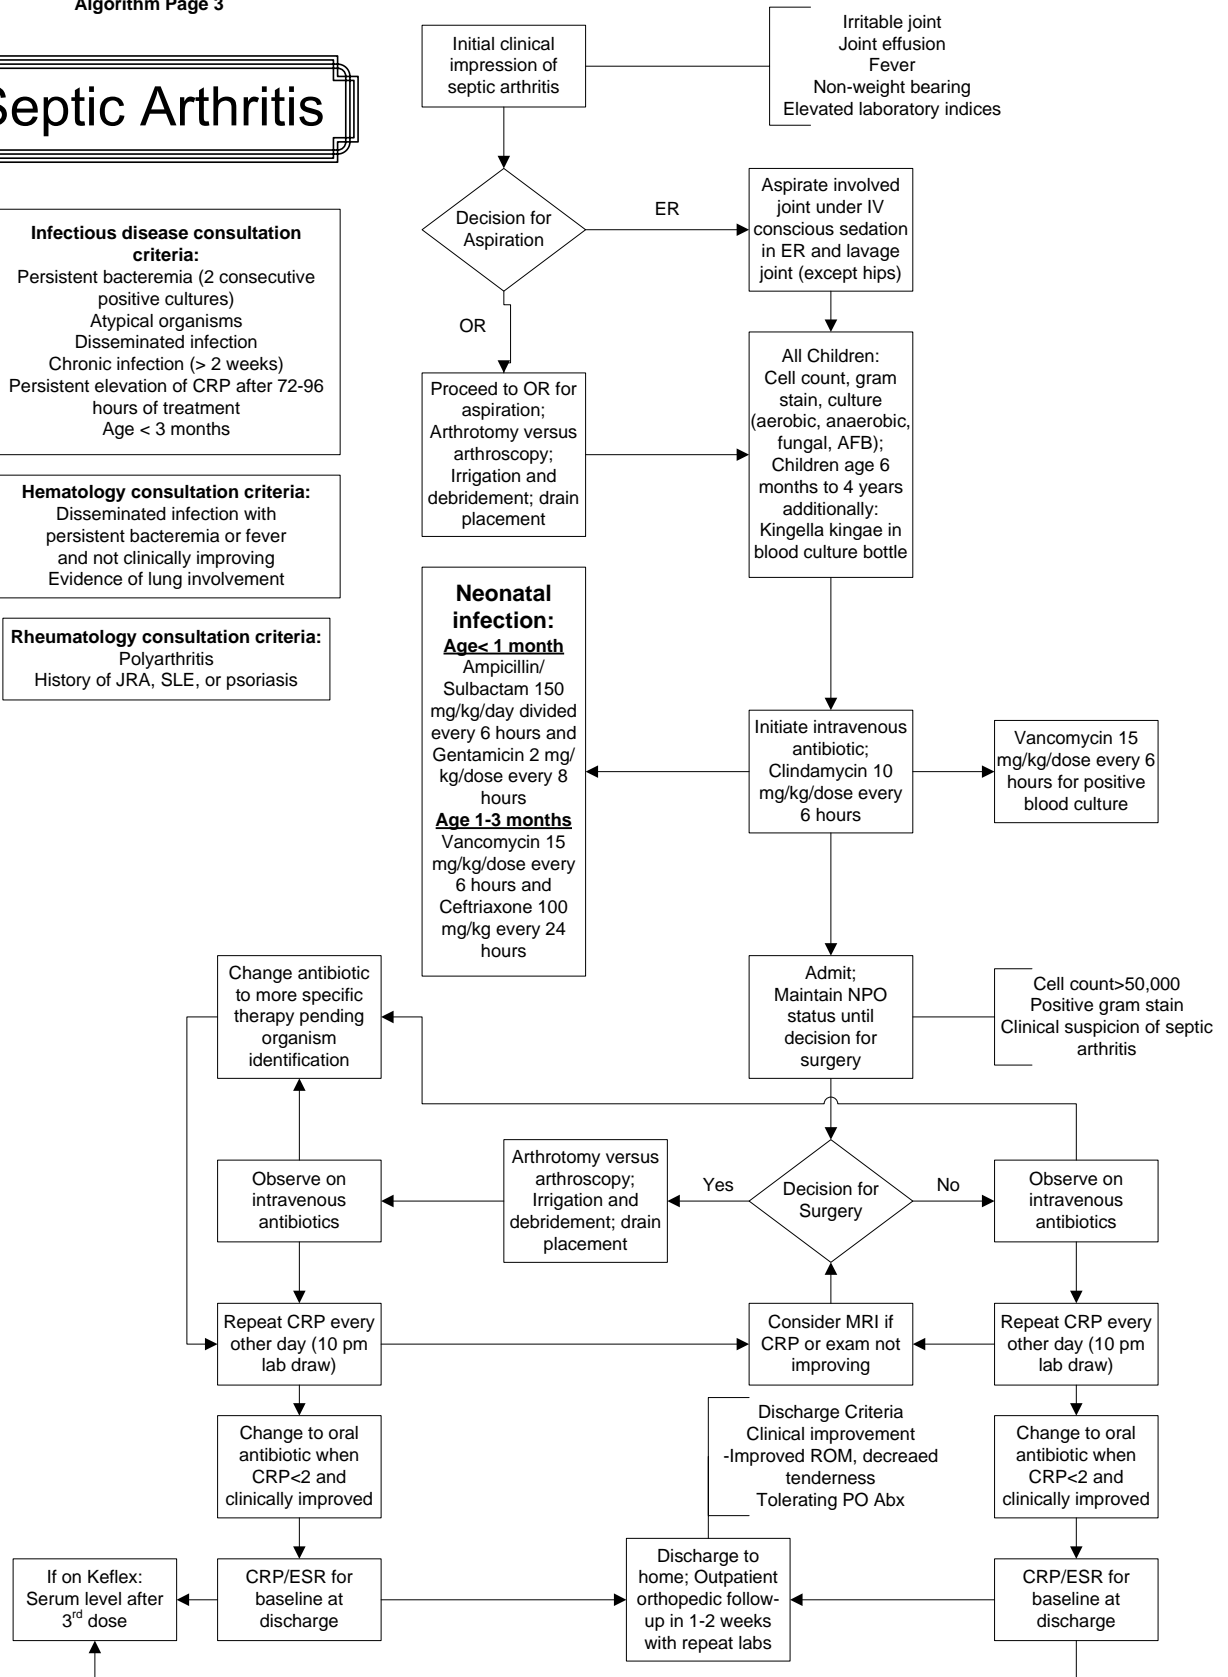 Algorithm Page 3
Septic Arthritis
Initial clinical
impression of
septic arthritis
Irritable joint
Joint effusion
Fever
Non-weight bearing
Elevated laboratory indices
Decision for
Aspiration
ER
OR
Aspirate involved
joint under IV
conscious sedation
in ER and lavage
joint (except hips)
Infectious disease consultation
criteria:
Persistent bacteremia (2 consecutive
positive cultures)
Atypical organisms
Disseminated infection
Chronic infection (> 2 weeks)
Persistent elevation of CRP after 72-96
hours of treatment
Age < 3 months
Proceed to OR for
aspiration;
Arthrotomy versus
arthroscopy;
Irrigation and
debridement; drain
placement
All Children:
Cell count, gram
stain, culture
(aerobic, anaerobic,
fungal, AFB);
Children age 6
months to 4 years
additionally:
Kingella kingae in
blood culture bottle
Hematology consultation criteria:
Disseminated infection with
persistent bacteremia or fever
and not clinically improving
Evidence of lung involvement
Rheumatology consultation criteria:
Polyarthritis
History of JRA, SLE, or psoriasis
Neonatal
infection:
Age< 1 month
Ampicillin/
Sulbactam 150
mg/kg/day divided
every 6 hours and
Gentamicin 2 mg/
kg/dose every 8
hours
Age 1-3 months
Vancomycin 15
mg/kg/dose every
6 hours and
Ceftriaxone 100
mg/kg every 24
hours
Initiate intravenous
antibiotic;
Clindamycin 10
mg/kg/dose every
6 hours
Vancomycin 15
mg/kg/dose every 6
hours for positive
blood culture
Change antibiotic
to more specific
therapy pending
organism
identification
Admit;
Maintain NPO
status until
decision for
surgery
Cell count>50,000
Positive gram stain
Clinical suspicion of septic
arthritis
Observe on
intravenous
antibiotics
Arthrotomy versus
arthroscopy;
Irrigation and
debridement; drain
placement
Yes
Decision for
Surgery
No
Observe on
intravenous
antibiotics
Repeat CRP every
other day (10 pm
lab draw)
Consider MRI if
CRP or exam not
improving
Repeat CRP every
other day (10 pm
lab draw)
Change to oral
antibiotic when
CRP<2 and
clinically improved
Discharge Criteria
Clinical improvement
-Improved ROM, decreaed
tenderness
Tolerating PO Abx
Change to oral
antibiotic when
CRP<2 and
clinically improved
If on Keflex:
Serum level after
3rd dose
CRP/ESR for
baseline at
discharge
Discharge to
home; Outpatient
orthopedic follow-
up in 1-2 weeks
with repeat labs
CRP/ESR for
baseline at
discharge